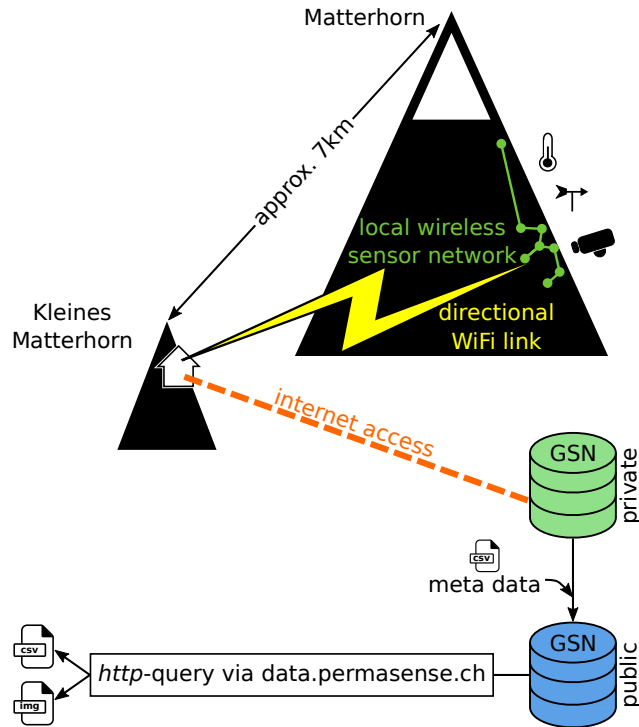 Matterhorn
approx. 7km
local wireless
sensor network
directional
WiFi link
Kleines
Matterhorn
internet access
GSN
private
csv
meta data
GSN
public
http-query via data.permasense.ch
csv
img